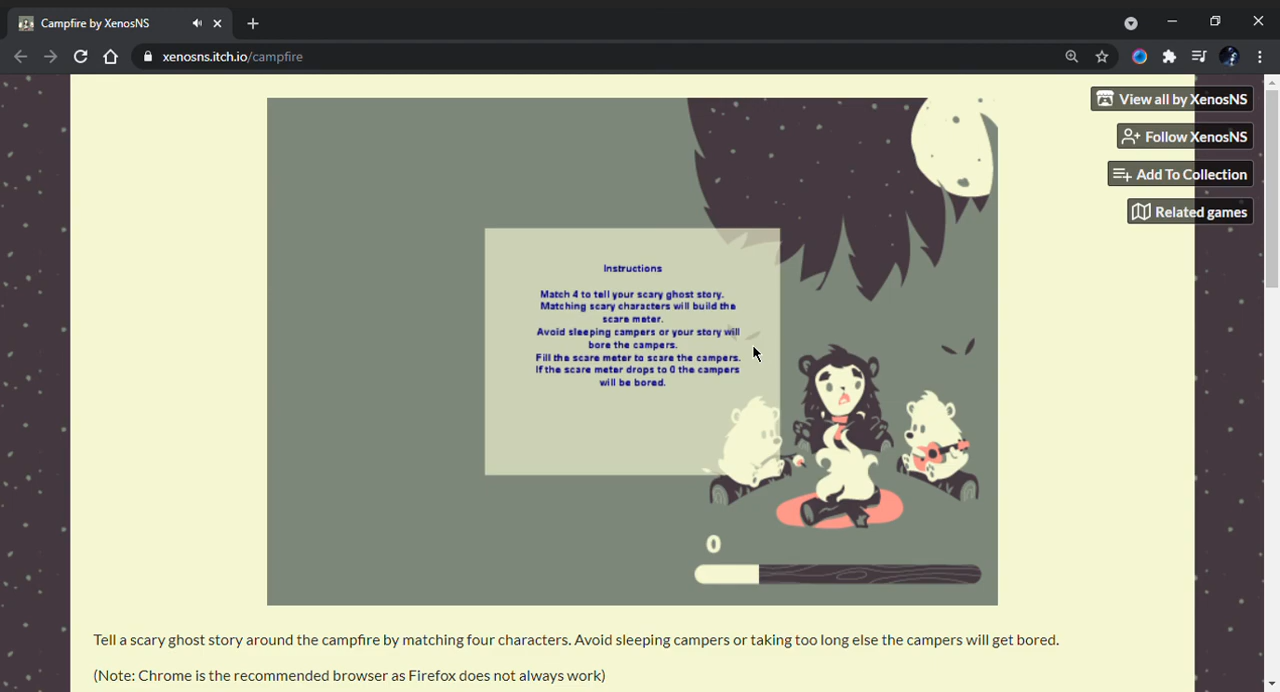 Campfire by XenosNS
xenosns.itch.io/campfire
View all by XenosNS
Follow XenosNS
Add To Collection
Related games
Instructions
Match 4 to tell your scary ghost story.
Matching scary characters will build the
scare meter.
Avoid sleeping campers or your story will
bore the campers.
Fill the scare meter to scare the campers.
If the scare meter drops to 0 the campers
will be bored.
0
Tell a scary ghost story around the campfire by matching four characters. Avoid sleeping campers or taking too long else the campers will get bored.
(Note: Chrome is the recommended browser as Firefox does not always work)